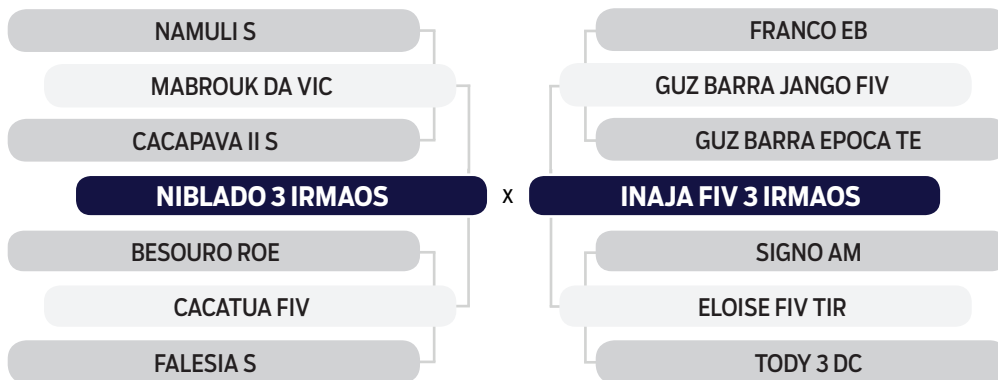 NAMULI S
FRANCO EB
MABROUK DA VIC
GUZ BARRA JANGO FIV
CACAPAVA II S
GUZ BARRA EPOCA TE
NIBLADO 3 IRMAOS x INAJA FIV 3 IRMAOS
BESOURO ROE
SIGNO AM
CACATUA FIV
ELOISE FIV TIR
FALESIA S
TODY 3 DC